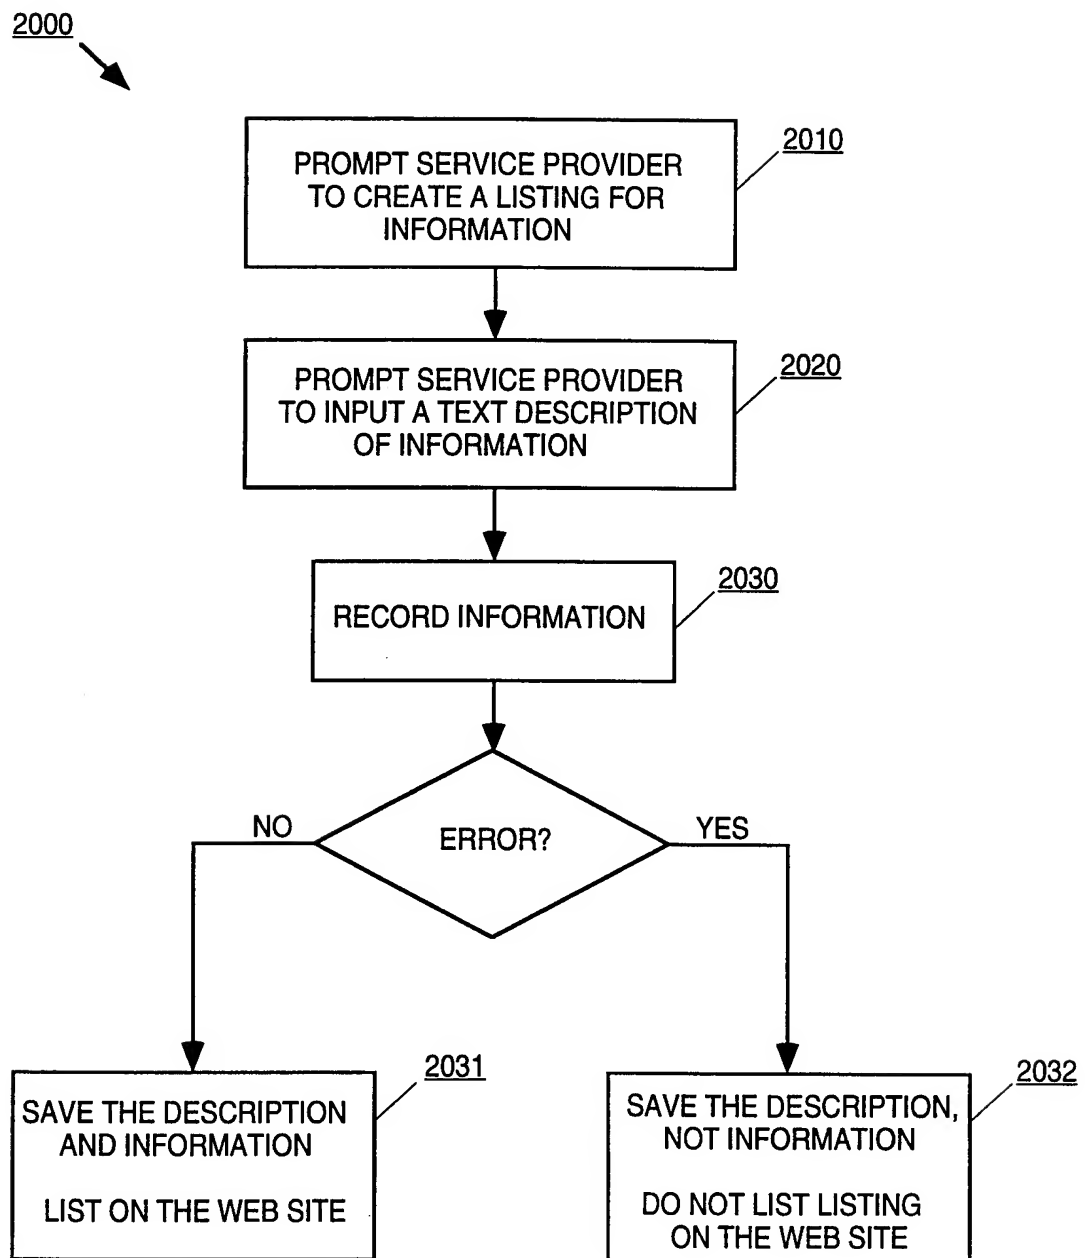 2000
2010
PROMPT SERVICE PROVIDER
TO CREATE A LISTING FOR
INFORMATION
2020
PROMPT SERVICE PROVIDER
TO INPUT A TEXT DESCRIPTION
OF INFORMATION
2030
RECORD INFORMATION
NO
ERROR?
YES
2031
SAVE THE DESCRIPTION
AND INFORMATION
LIST ON THE WEB SITE
2032
SAVE THE DESCRIPTION,
NOT INFORMATION
DO NOT LIST LISTING
ON THE WEB SITE